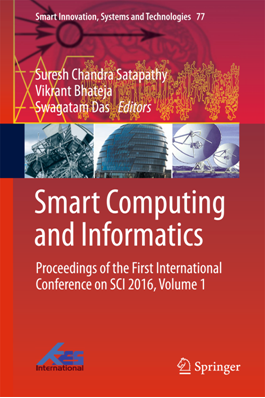 Smart Innovation, Systems and Technologies 77
Suresh Chandra Satapathy
Vikrant Bhateja
Swagatam Das Editors
Smart Computing
and Informatics
Proceedings of the First International
Conference on SCI 2016, Volume 1
KES
International
Springer